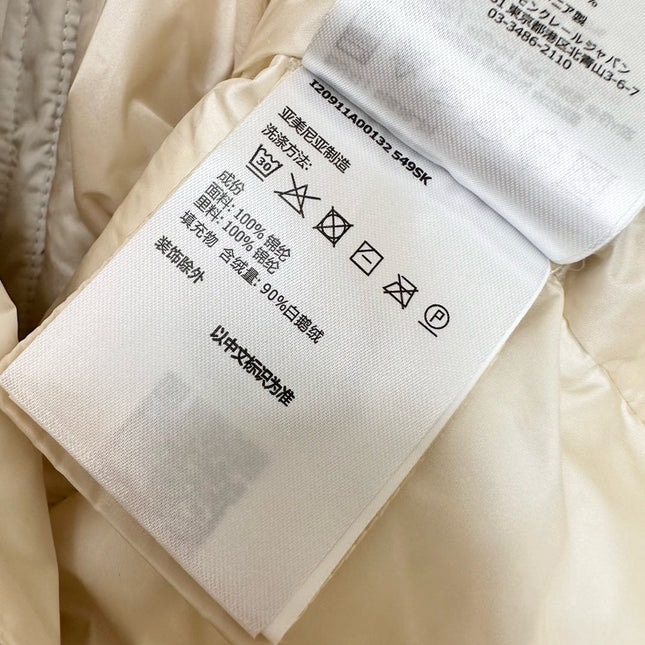 ニア製
モンクレールジャパン
東京都港区北青山3-6-7
03-3486-2110
I20911A00132 549SK
亚美尼亚制造
洗涤方法:
30
P
成份
面料: 100% 锦纶
里料: 100% 锦纶
填充物 含绒量: 90%白鹅绒
装饰除外
以中文标识为准